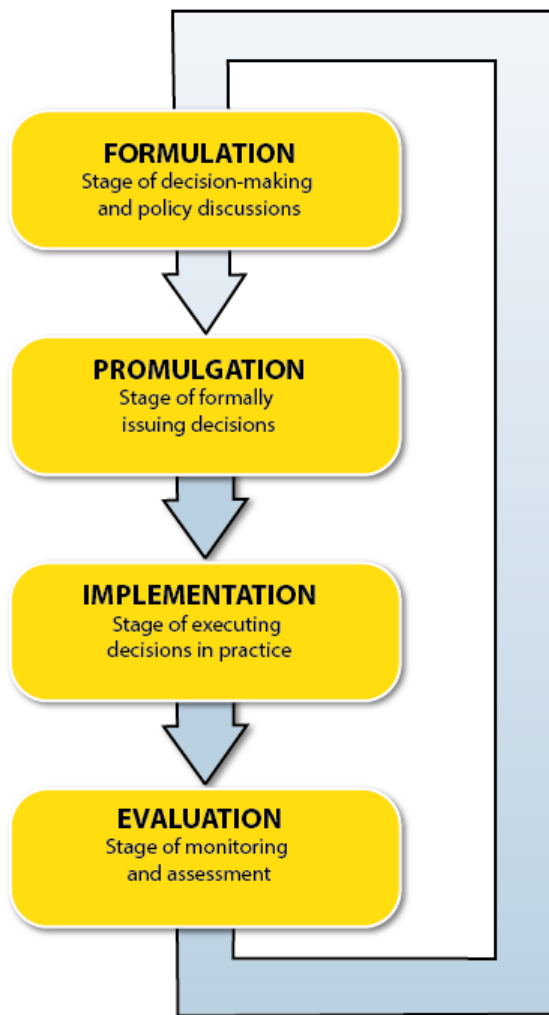 FORMULATION
Stage of decision-making
and policy discussions
PROMULGATION
Stage of formally
issuing decisions
IMPLEMENTATION
Stage of executing
decisions in practice
EVALUATION
Stage of monitoring
and assessment